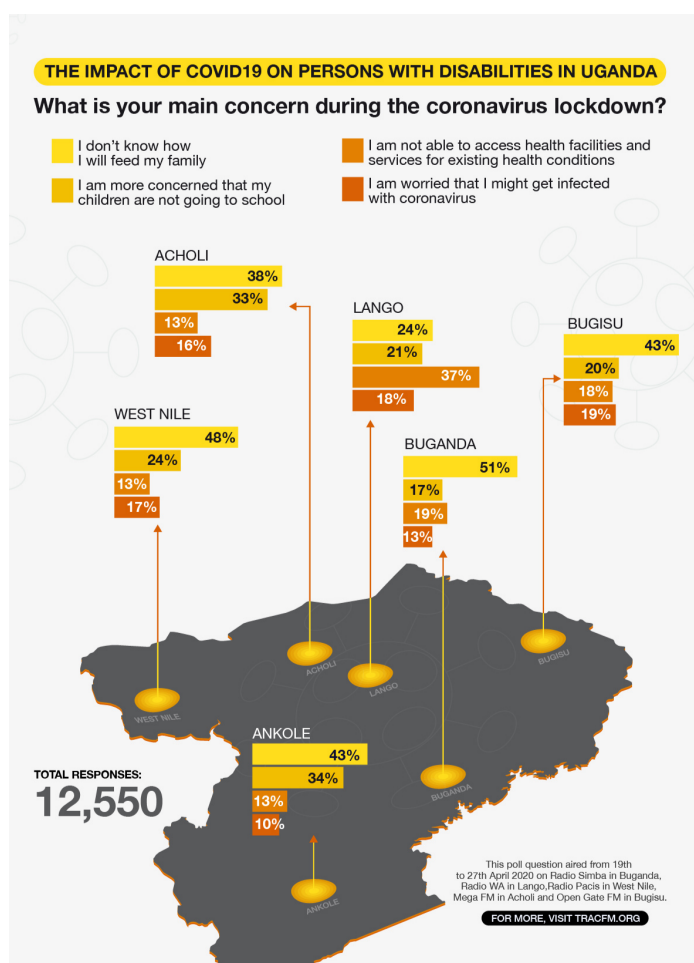 THE IMPACT OF COVID19 ON PERSONS WITH DISABILITIES IN UGANDA
What is your main concern during the coronavirus lockdown?
I don't know how
I will feed my family
I am more concerned that my
children are not going to school
I am not able to access health facilities and
services for existing health conditions
I am worried that I might get infected
with coronavirus
ACHOLI
38%
33%
13%
16%
LANGO
24%
21%
37%
18%
BUGISU
43%
20%
18%
19%
WEST NILE
48%
24%
13%
17%
BUGANDA
51%
17%
19%
13%
ACHOLI
LANGO
BUGISU
WEST NILE
BUGANDA
ANKOLE
43%
34%
13%
10%
ANKOLE
TOTAL RESPONSES:
12,550
This poll question aired from 19th
to 27th April 2020 on Radio Simba in Buganda,
Radio WA in Lango,Radio Pacis in West Nile,
Mega FM in Acholi and Open Gate FM in Bugisu.
FOR MORE, VISIT TRACFM.ORG